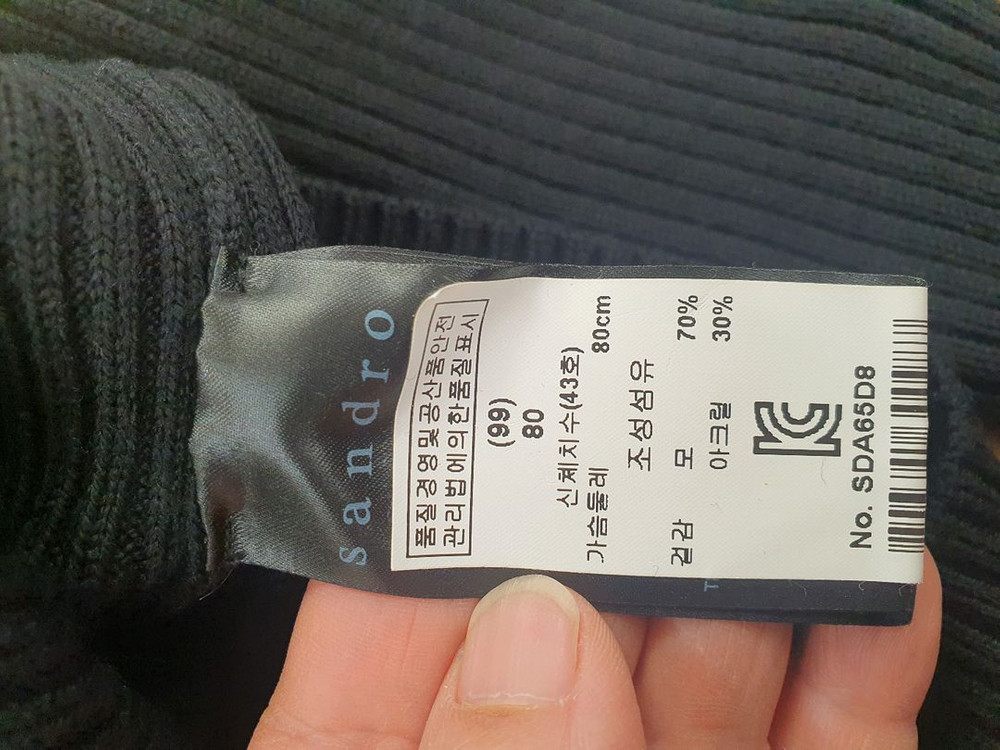 sandro
품질경영및공산품안전
관리법에의한품질표시
(99)
80
신체치수(43호)
가슴둘레 80cm
조성섬유
겉감 모 70%
아크릴 30%
No. SDA65D8